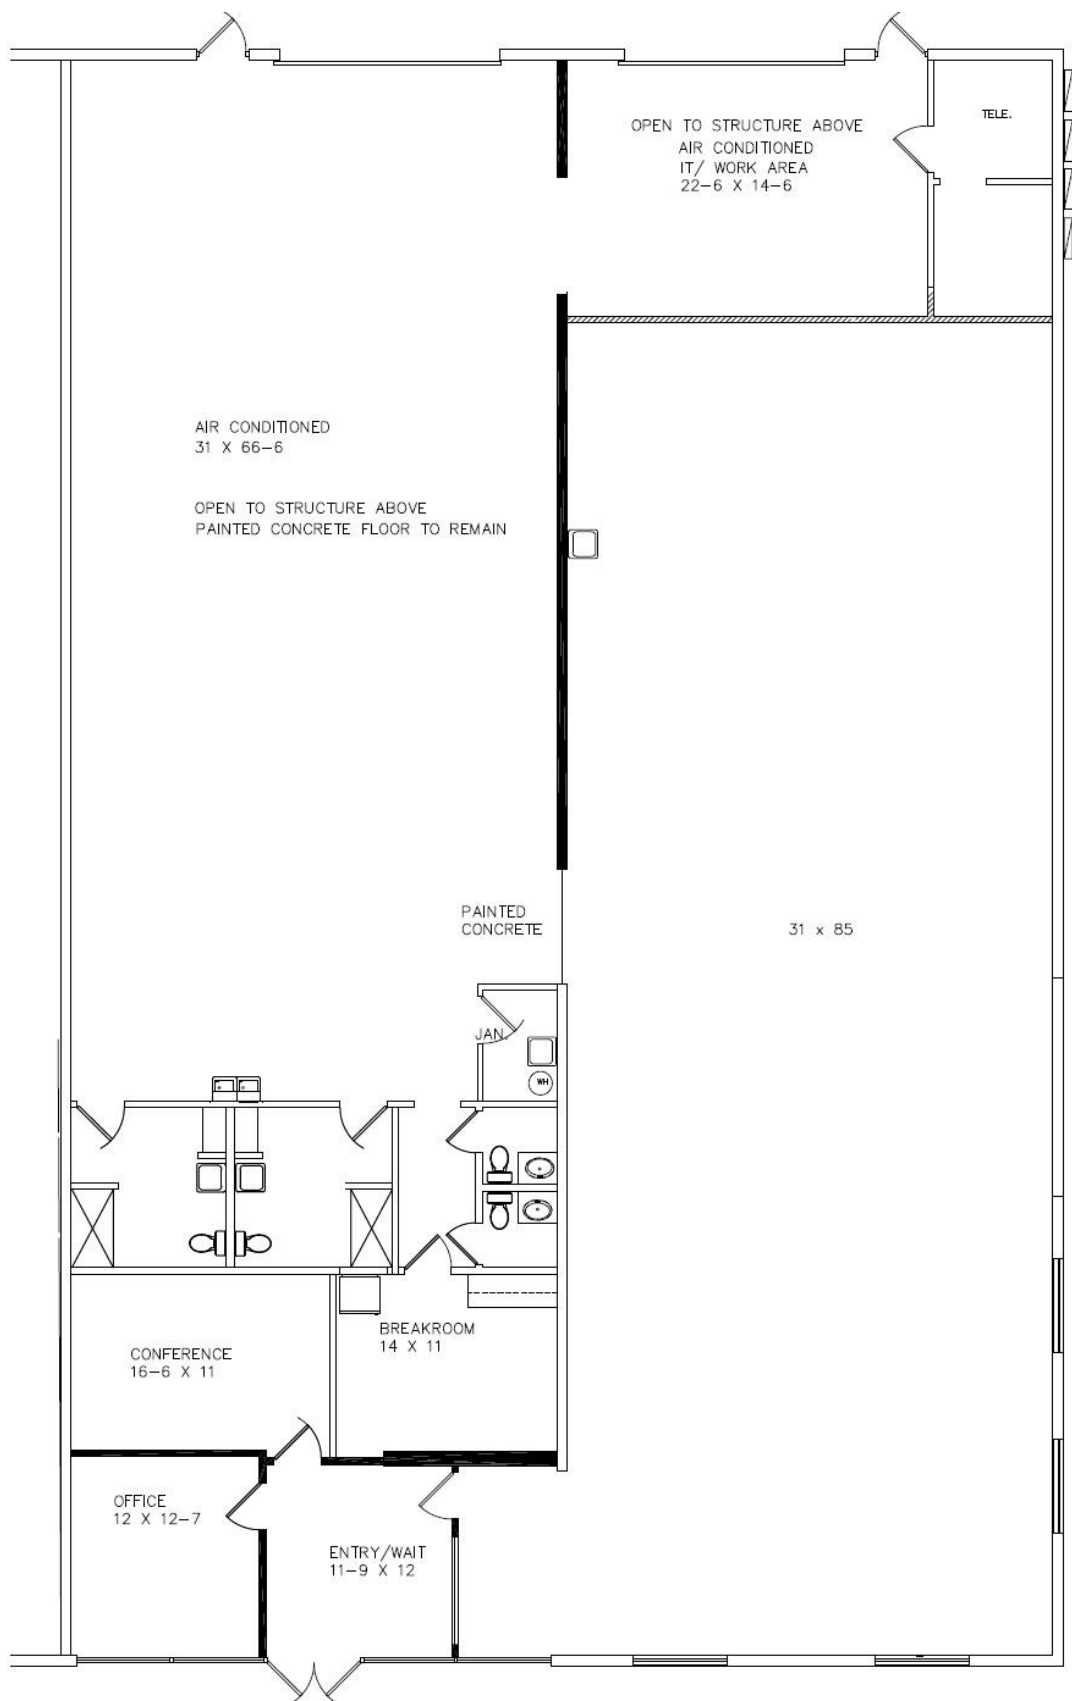 OPEN TO STRUCTURE ABOVE
AIR CONDITIONED
IT/ WORK AREA
22-6 X 14-6
TELE.
AIR CONDITIONED
31 X 66-6
OPEN TO STRUCTURE ABOVE
PAINTED CONCRETE FLOOR TO REMAIN
PAINTED
CONCRETE
31 x 85
JAN.
WH
BREAKROOM
14 X 11
CONFERENCE
16-6 X 11
OFFICE
12 X 12-7
ENTRY/WAIT
11-9 X 12